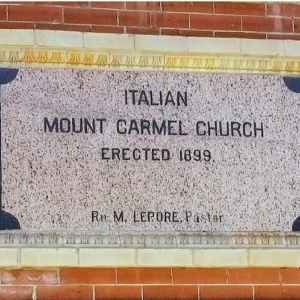 ITALIAN
MOUNT CARMEL CHURCH
ERECTED 1899.
Rev. M. LEPORE, Pastor